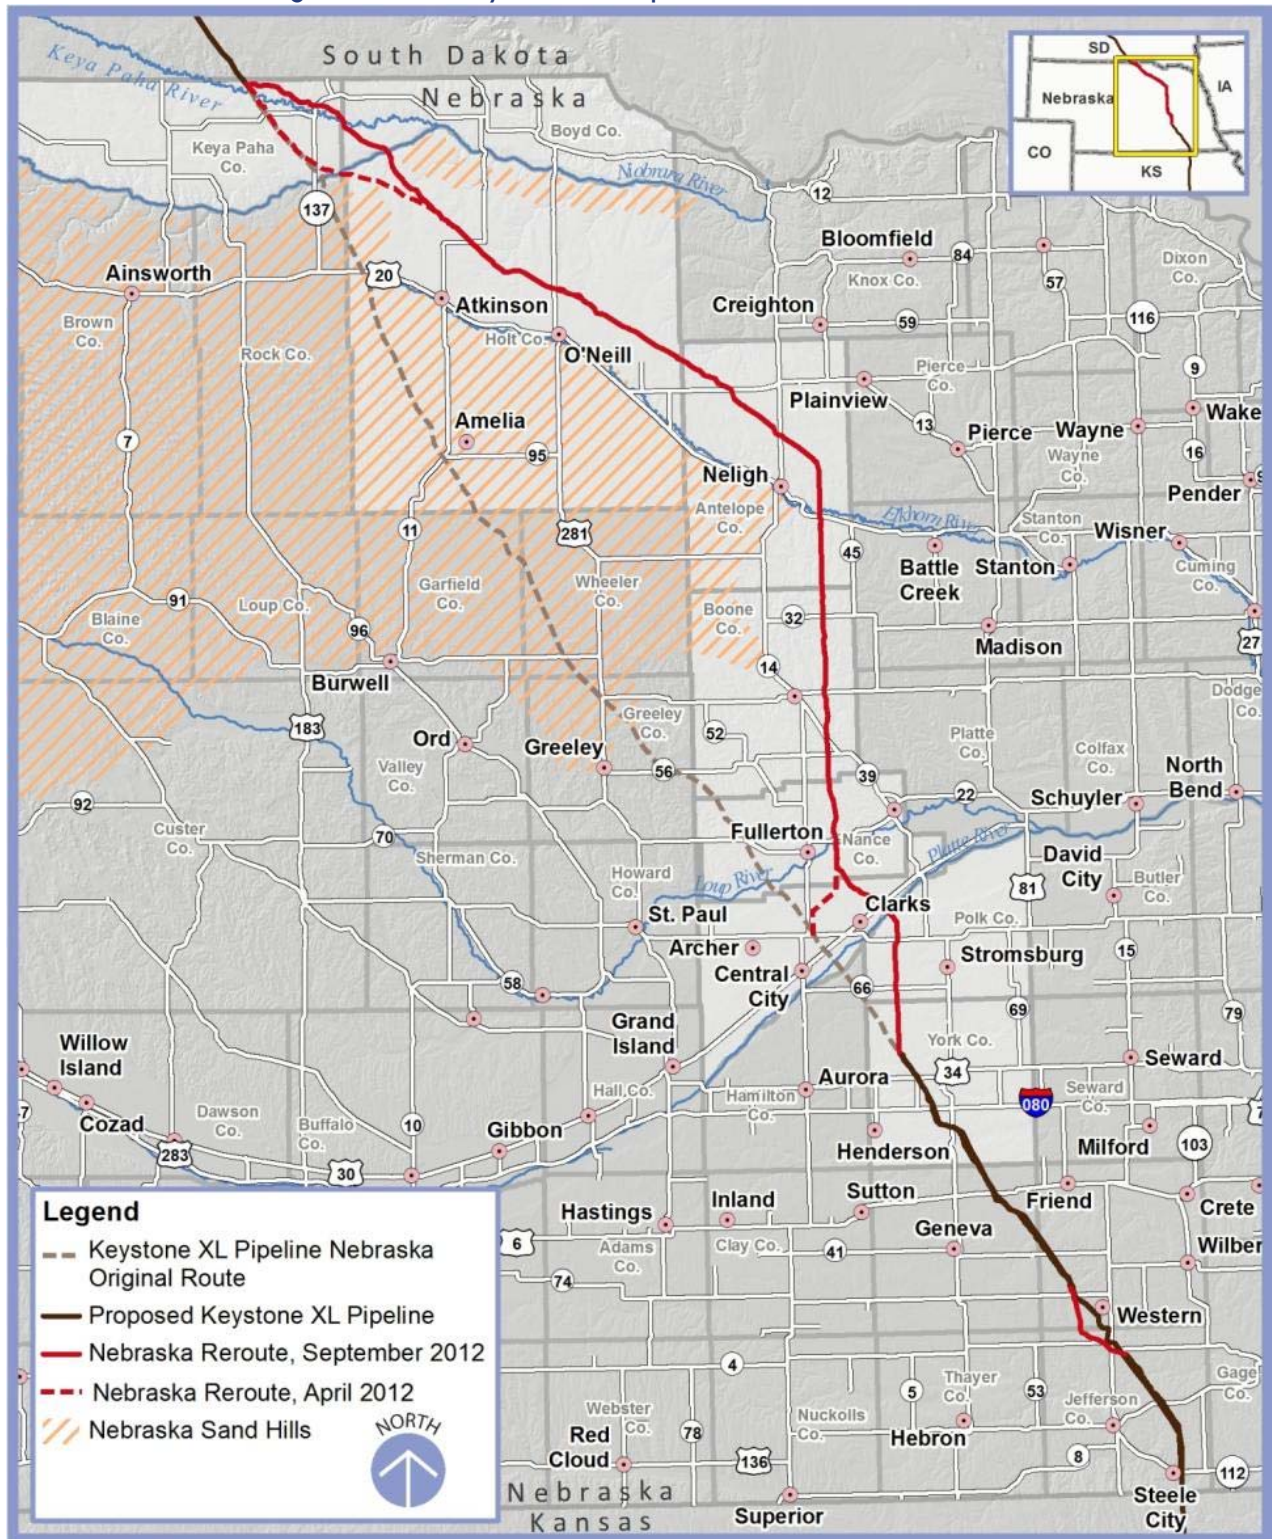 South Dakota
Nebraska
Keya Paha River
Keya Paha
Co.
Boyd Co.
Niobrara River
137
12
SD
Nebraska
IA
CO
KS
Bloomfield
84
Knox Co.
57
Dixon
Co.
Ainsworth
20
Atkinson
Creighton
59
116
Brown
Co.
Rock Co.
Holt Co.
O'Neill
Pierce
Co.
9
Plainview
Wake
7
Amelia
95
13
Pierce
Wayne
Wayne
Co.
16
Pender
9
Neligh
Antelope
Co.
Elkhorn River
Stanton
Co.
Wisner
11
281
45
Battle
Creek
Stanton
Cuming
Co.
91
Loup Co.
Garfield
Co.
Wheeler
Co.
Blaine
Co.
96
Boone
Co.
32
Madison
27
14
Burwell
183
Ord
Greeley
Greeley
Co.
52
Platte
Co.
Colfax
Co.
Dodge
Co.
North
Bend
Valley
Co.
56
39
22
Schuyler
92
Custer
Co.
70
Sherman Co.
Fullerton
Nance
Co.
Platte River
David
City
Butler
Co.
Howard
Co.
Loup River
81
Clarks
St. Paul
Polk Co.
Archer
Stromsburg
15
Central
City
58
66
69
79
Willow
Island
Grand
Island
York Co.
Seward
34
Aurora
Hall Co.
Hamilton
Co.
080
Seward
Co.
7
47
Cozad
Dawson
Co.
Buffalo
Co.
10
Gibbon
Henderson
Milford
103
283
30
Legend
Keystone XL Pipeline Nebraska
Original Route
Proposed Keystone XL Pipeline
Nebraska Reroute, September 2012
Nebraska Reroute, April 2012
Nebraska Sand Hills
NORTH
Hastings
Inland
Sutton
Friend
Crete
Geneva
6
Adams
Co.
Clay Co.
41
Wilber
74
Western
4
Gage
Co.
Thayer
Co.
5
53
Jefferson
Co.
Webster
Co.
Nuckolls
Co.
78
Red
Cloud
Hebron
136
8
112
Steele
City
Nebraska
Kansas
Superior